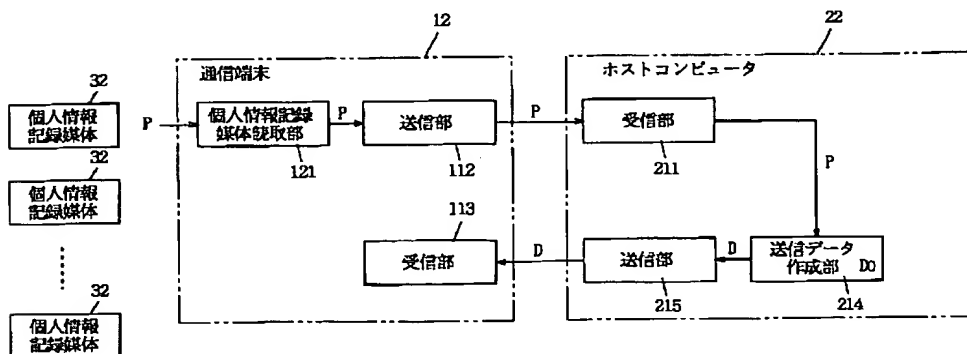 12
22
通信端末
ホストコンピュータ
32
個人情報
記録媒体
P
個人情報記録
媒体読取部
121
P
送信部
112
P
受信部
211
P
32
個人情報
記録媒体
113
受信部
D
送信部
215
D
送信データ
作成部 D0
214
32
個人情報
記録媒体